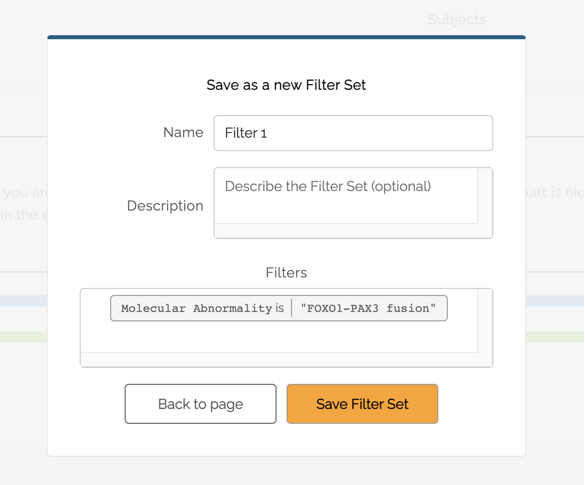 Subjects
Save as a new Filter Set
Name
Filter 1
Describe the Filter Set (optional)
Description
you are
art is hid
in the
Filters
Molecular Abnormality is "FOXO1-PAX3 fusion"
Back to page
Save Filter Set